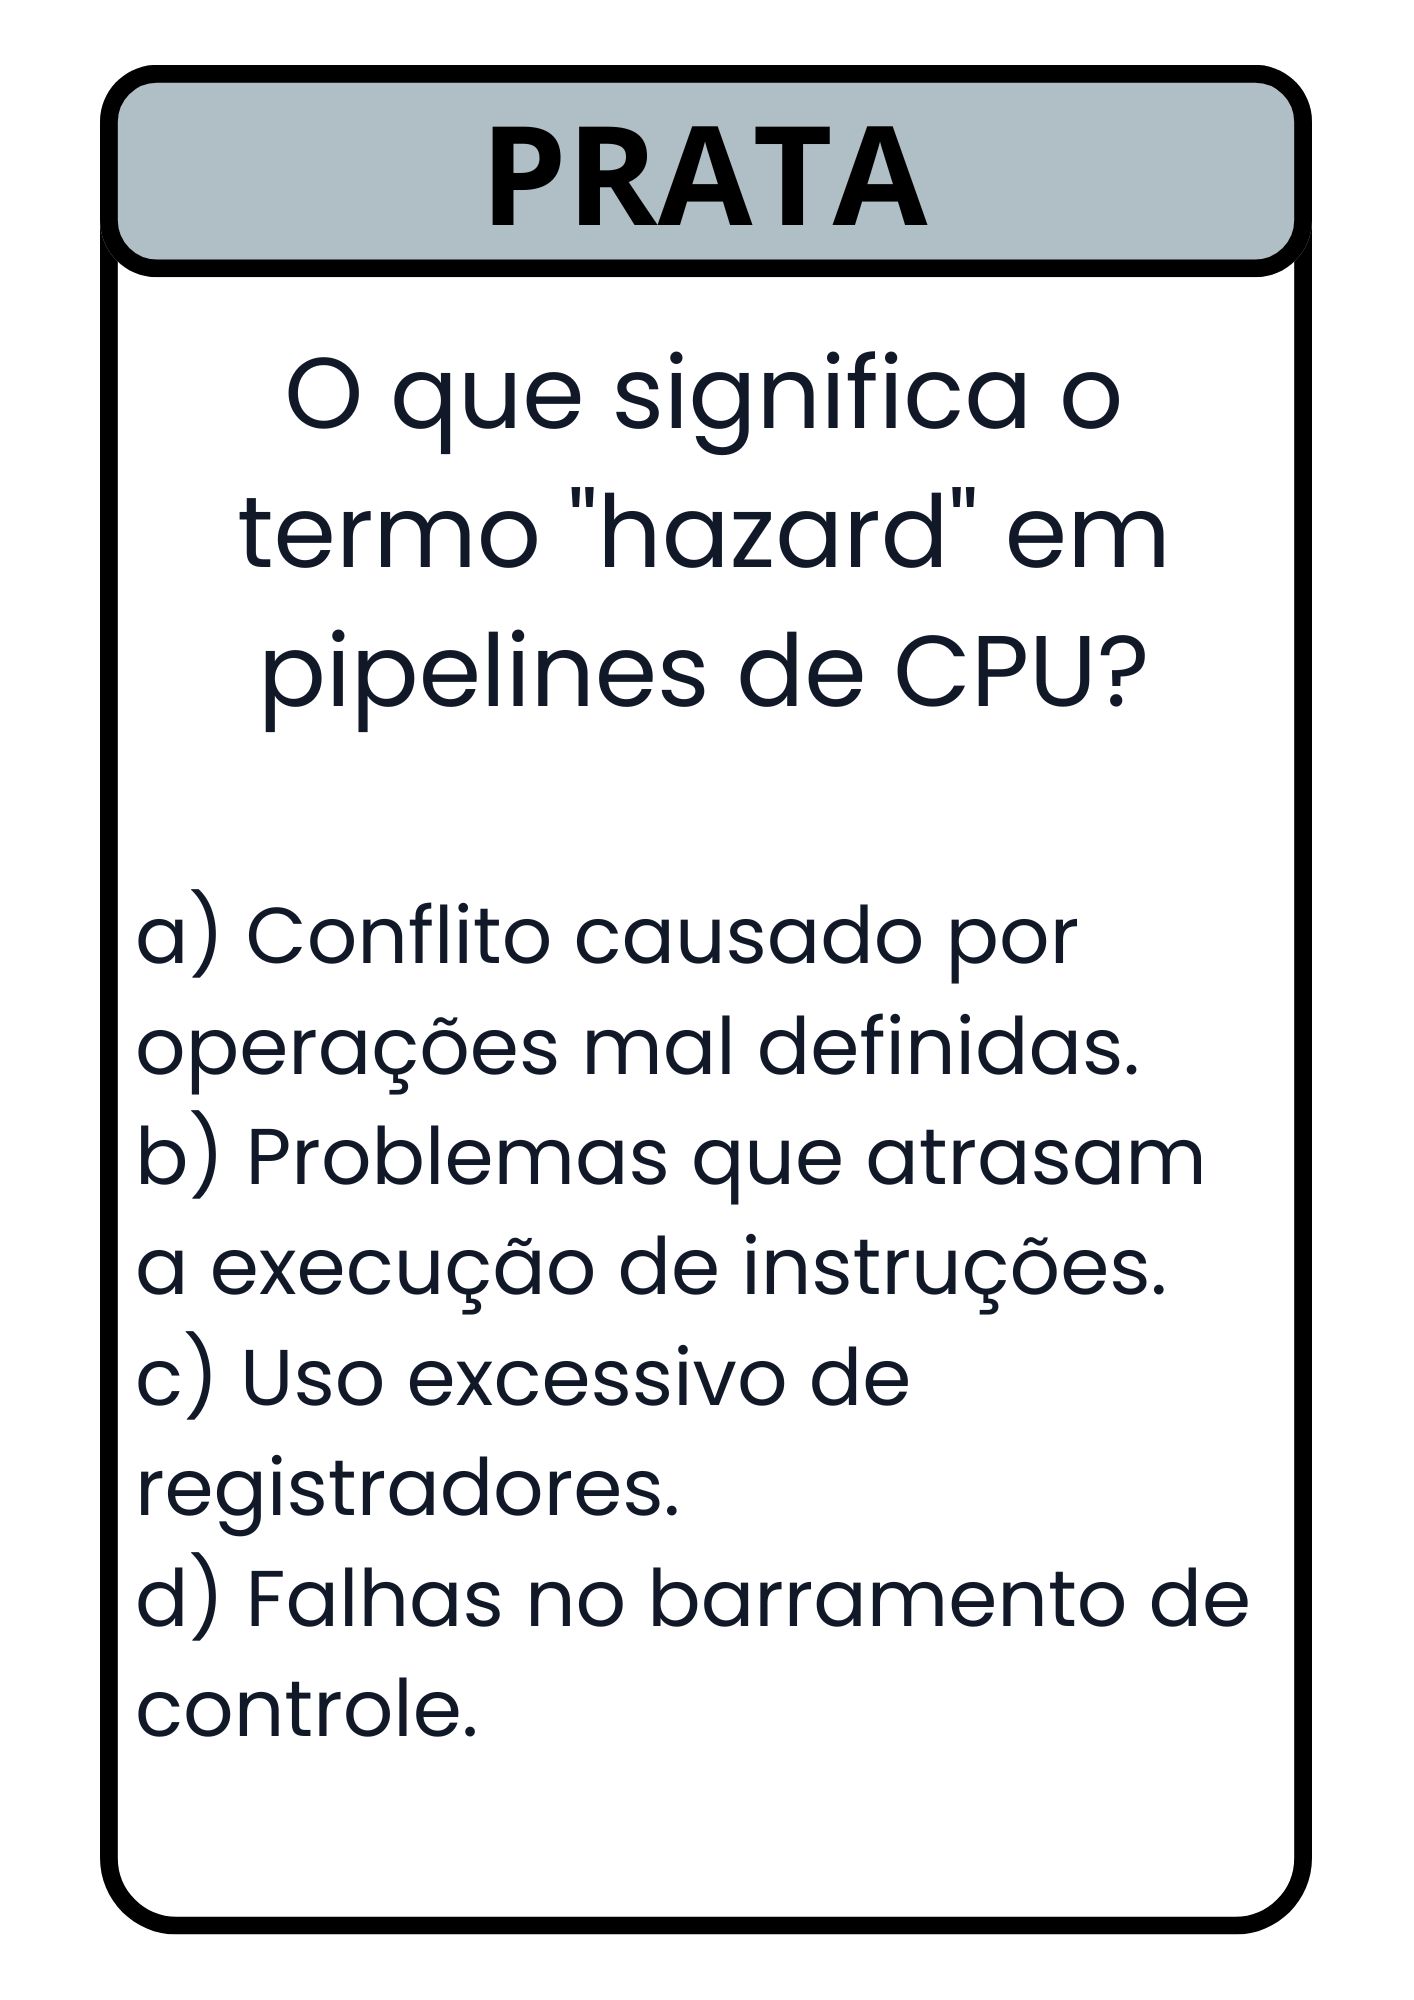 PRATA
O que significa o
termo "hazard" em
pipelines de CPU?
a) Conflito causado por
operações mal definidas.
b) Problemas que atrasam
a execução de instruções.
c) Uso excessivo de
registradores.
d) Falhas no barramento de
controle.